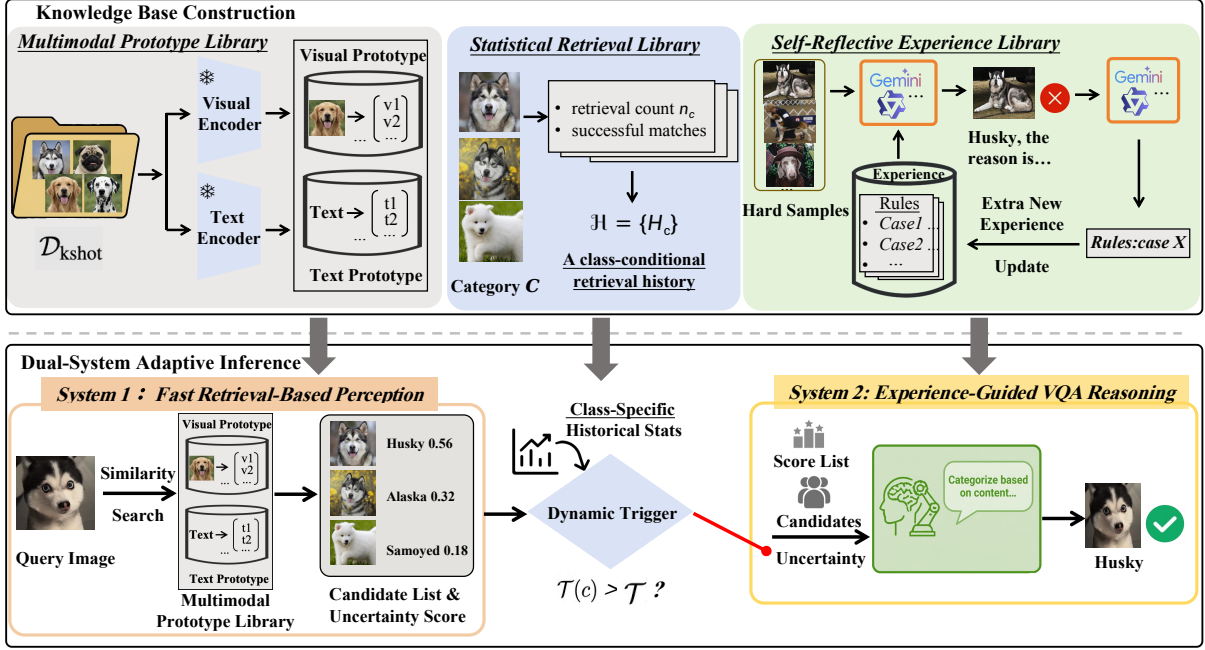 Knowledge Base Construction
Multimodal Prototype Library
Visual
Encoder
Text
Encoder
𝒟kshot
Visual Prototype
v1
v2
...
...
Text
t1
t2
...
...
Text Prototype
Statistical Retrieval Library
• retrieval count n_c
• successful matches
ℋ = {H_c}
A class-conditional
retrieval history
Category C
Self-Reflective Experience Library
Gemini
...
Hard Samples
...
Husky, the
reason is…
Gemini
...
Experience
Rules
• Case1 ...
• Case2 ...
• ...
Extra New
Experience
Update
Rules:case X
Dual-System Adaptive Inference
System 1： Fast Retrieval-Based Perception
Query Image
Similarity
Search
Visual Prototype
v1
v2
...
...
Text
t1
t2
...
...
Text Prototype
Multimodal
Prototype Library
Husky 0.56
Alaska 0.32
Samoyed 0.18
Candidate List &
Uncertainty Score
Class-Specific
Historical Stats
Dynamic Trigger
𝒯(c) > 𝒯 ?
System 2: Experience-Guided VQA Reasoning
Score List
Candidates
Uncertainty
Categorize based
on content...
Husky